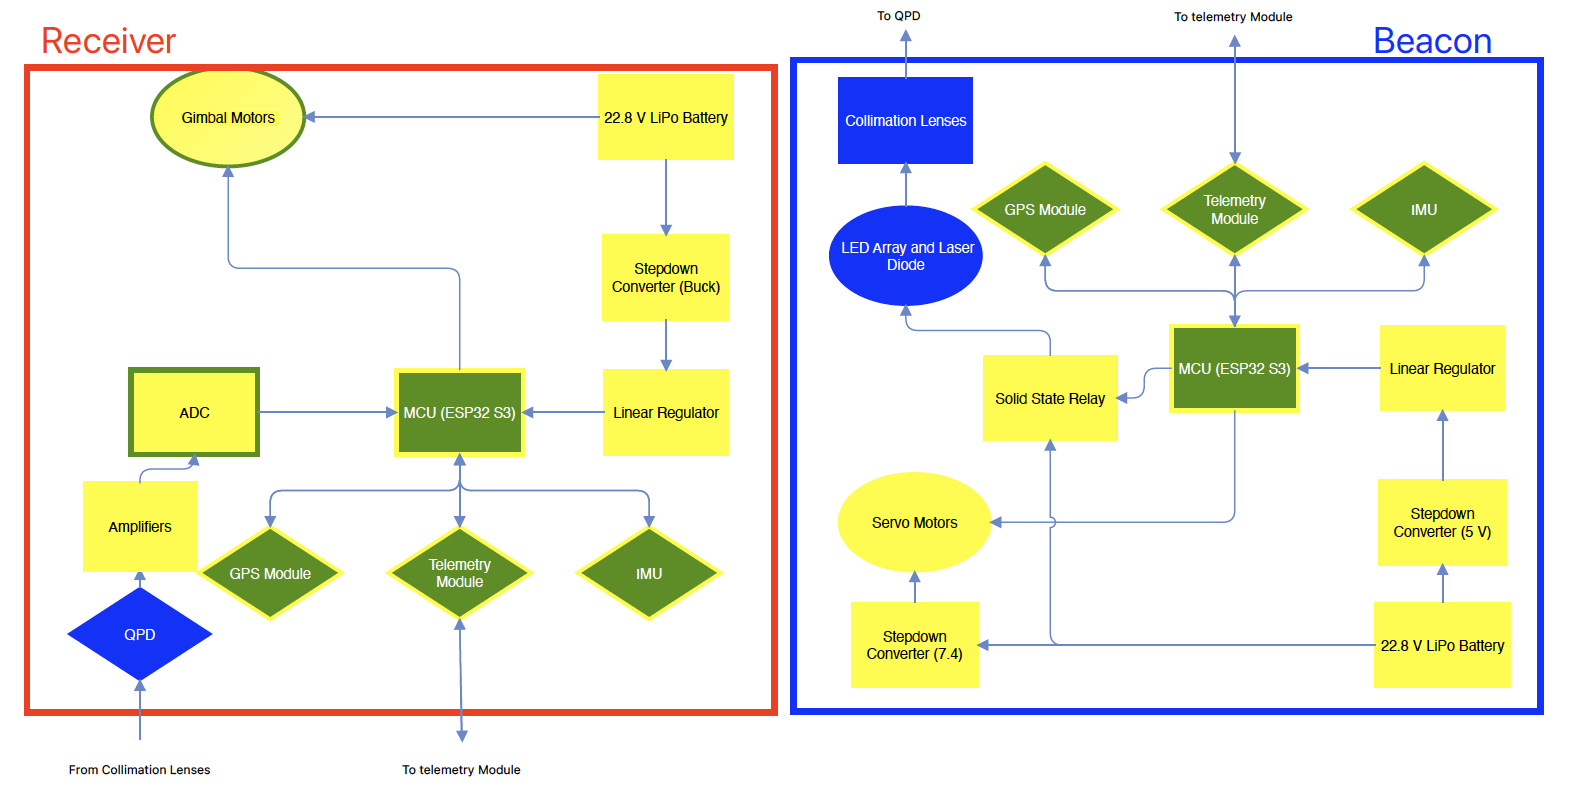 To QPD
To telemetry Module
Receiver
Beacon
Gimbal Motors
22.8 V LiPo Battery
Stepdown
Converter (Buck)
ADC
MCU (ESP32 S3)
Linear Regulator
Amplifiers
GPS Module
Telemetry
Module
IMU
QPD
From Collimation Lenses
To telemetry Module
Collimation Lenses
GPS Module
Telemetry
Module
IMU
LED Array and Laser
Diode
MCU (ESP32 S3)
Linear Regulator
Solid State Relay
Servo Motors
Stepdown
Converter (5 V)
Stepdown
Converter (7.4)
22.8 V LiPo Battery